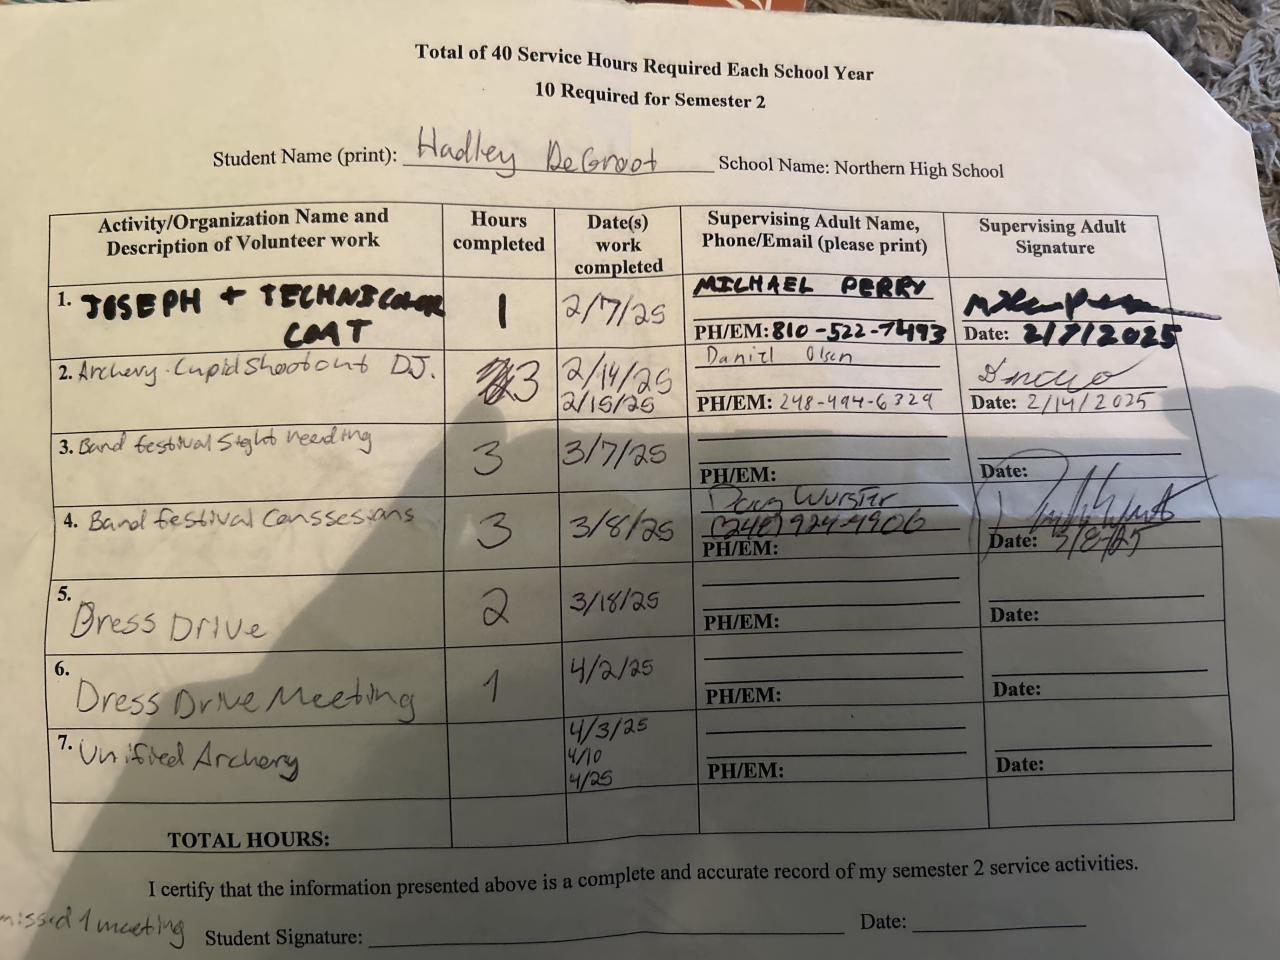 Total of 40 Service Hours Required Each School Year
10 Required for Semester 2
Student Name (print): Hadley DeGroot School Name: Northern High School
Activity/Organization Name and Description of Volunteer work
Hours completed
Date(s) work completed
Supervising Adult Name, Phone/Email (please print)
Supervising Adult Signature
1. JOSEPH + TECHNICOLOR COAT
1
2/7/25
MICHAEL PERRY
PH/EM: 810-522-7493
Date: 2/7/2025
2. Archery Cupid Shootout DJ.
3
2/14/25
2/15/25
Daniel Olsen
PH/EM: 248-494-6329
Date: 2/14/2025
3. Band festival Sight reeding
3
3/7/25
PH/EM:
Date:
4. Band festival Conssesians
3
3/8/25
Doug Wurster
(248) 924-4906
PH/EM:
Date: 3/8/25
5. Dress Drive
2
3/18/25
PH/EM:
Date:
6. Dress Drive Meeting
1
4/2/25
PH/EM:
Date:
7. Unified Archery
4/3/25
4/10
4/25
PH/EM:
Date:
TOTAL HOURS:
I certify that the information presented above is a complete and accurate record of my semester 2 service activities.
missed 1 meeting
Student Signature:
Date: